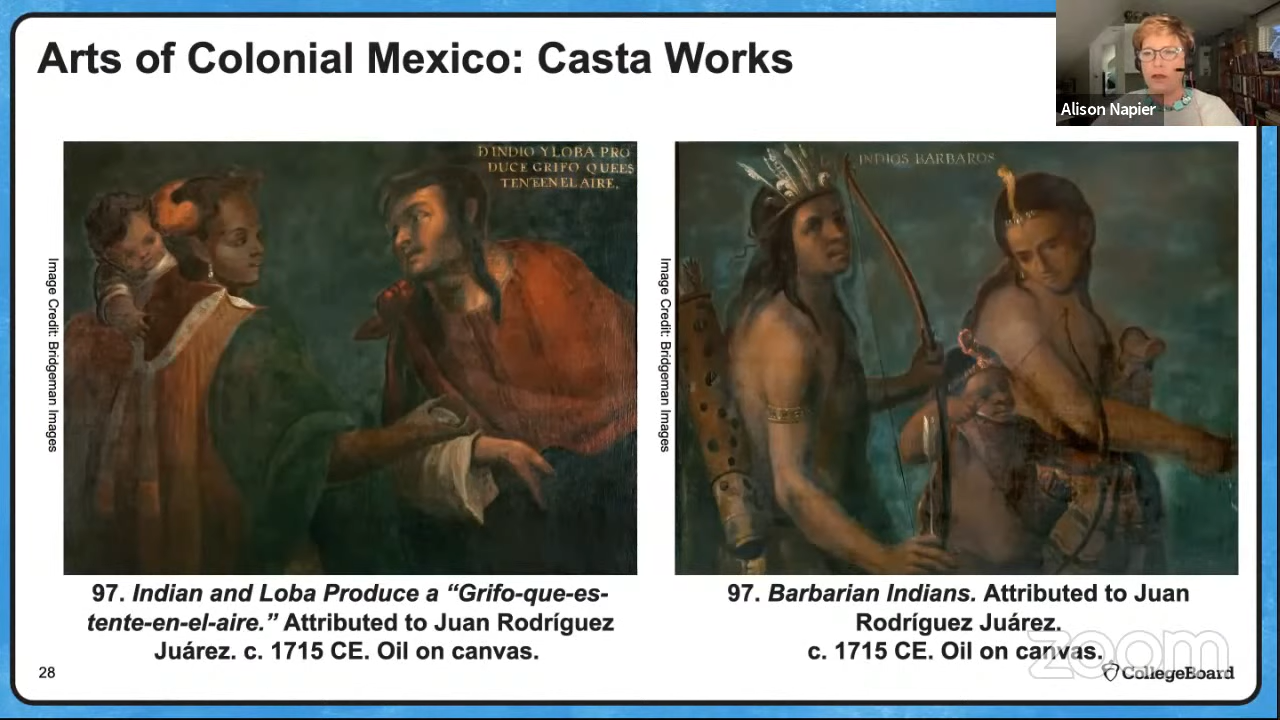 Arts of Colonial Mexico: Casta Works
Alison Napier
D INDIO Y LOBA PRO
DUCE GRIFO QUE ES
TENTE EN EL AIRE.
Image Credit: Bridgeman Images
INDIOS BARBAROS
Image Credit: Bridgeman Images
97. Indian and Loba Produce a “Grifo-que-es-
tente-en-el-aire.” Attributed to Juan Rodríguez
Juárez. c. 1715 CE. Oil on canvas.
97. Barbarian Indians. Attributed to Juan
Rodríguez Juárez.
c. 1715 CE. Oil on canvas.
28
zoom
CollegeBoard